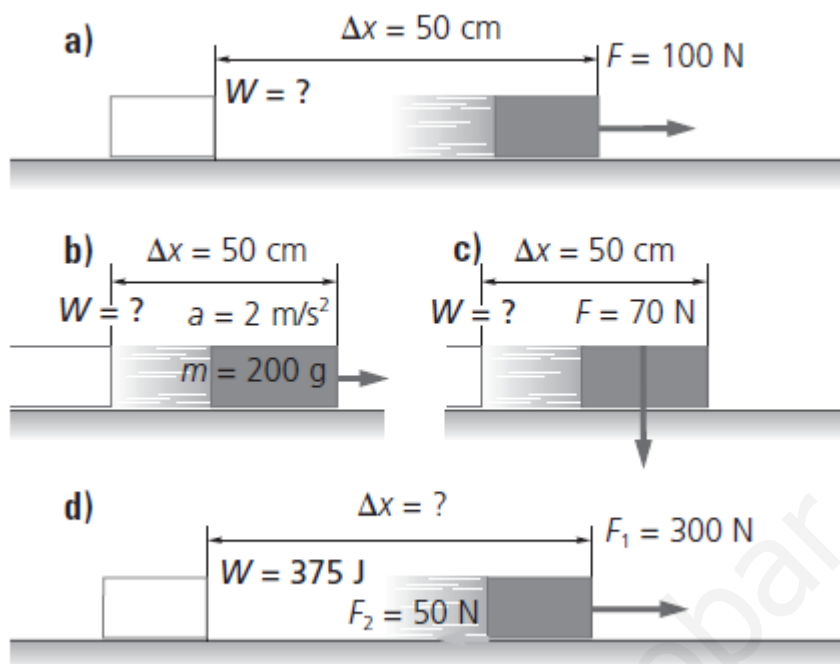 a)
Δx = 50 cm
F = 100 N
W = ?
b)
Δx = 50 cm
W = ?
a = 2 m/s²
m = 200 g
c)
Δx = 50 cm
W = ?
F = 70 N
d)
Δx = ?
F₁ = 300 N
W = 375 J
F₂ = 50 N